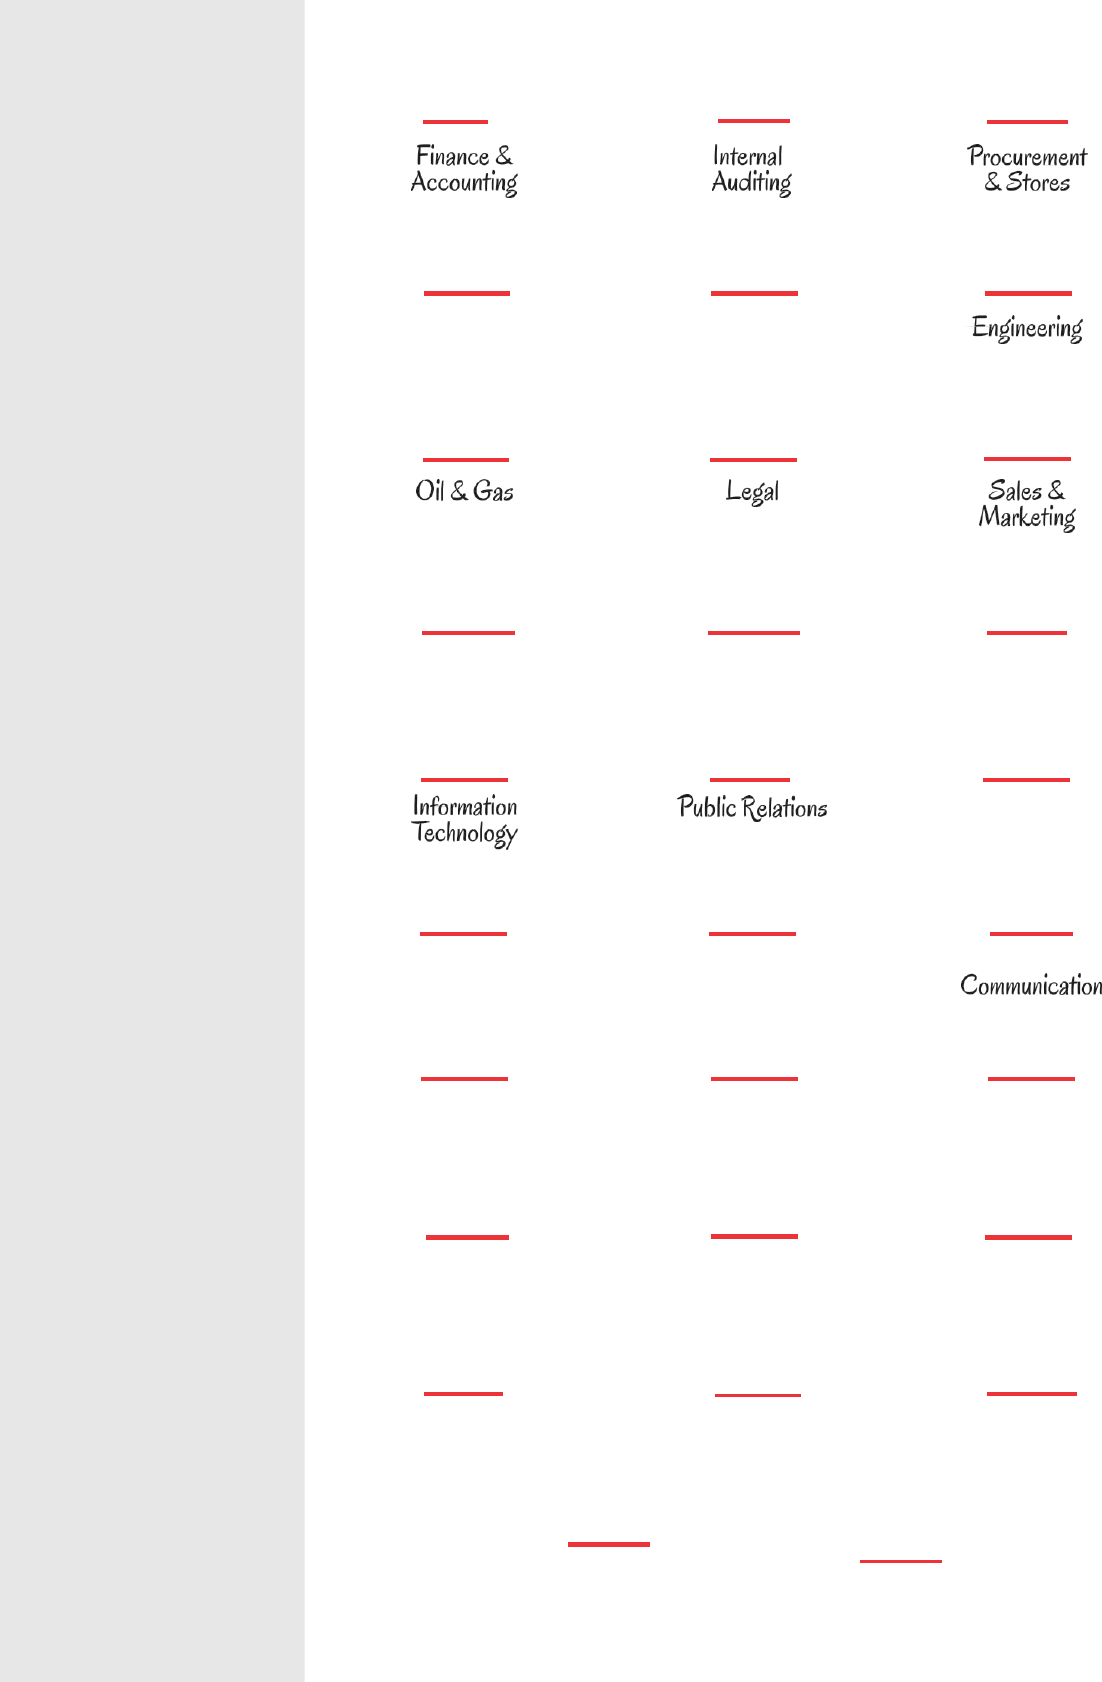 Finance &
Accounting
Internal
Auditing
Procurement
& Stores
Engineering
Oil & Gas
Legal
Sales &
Marketing
Information
Technology
Public Relations
Communication